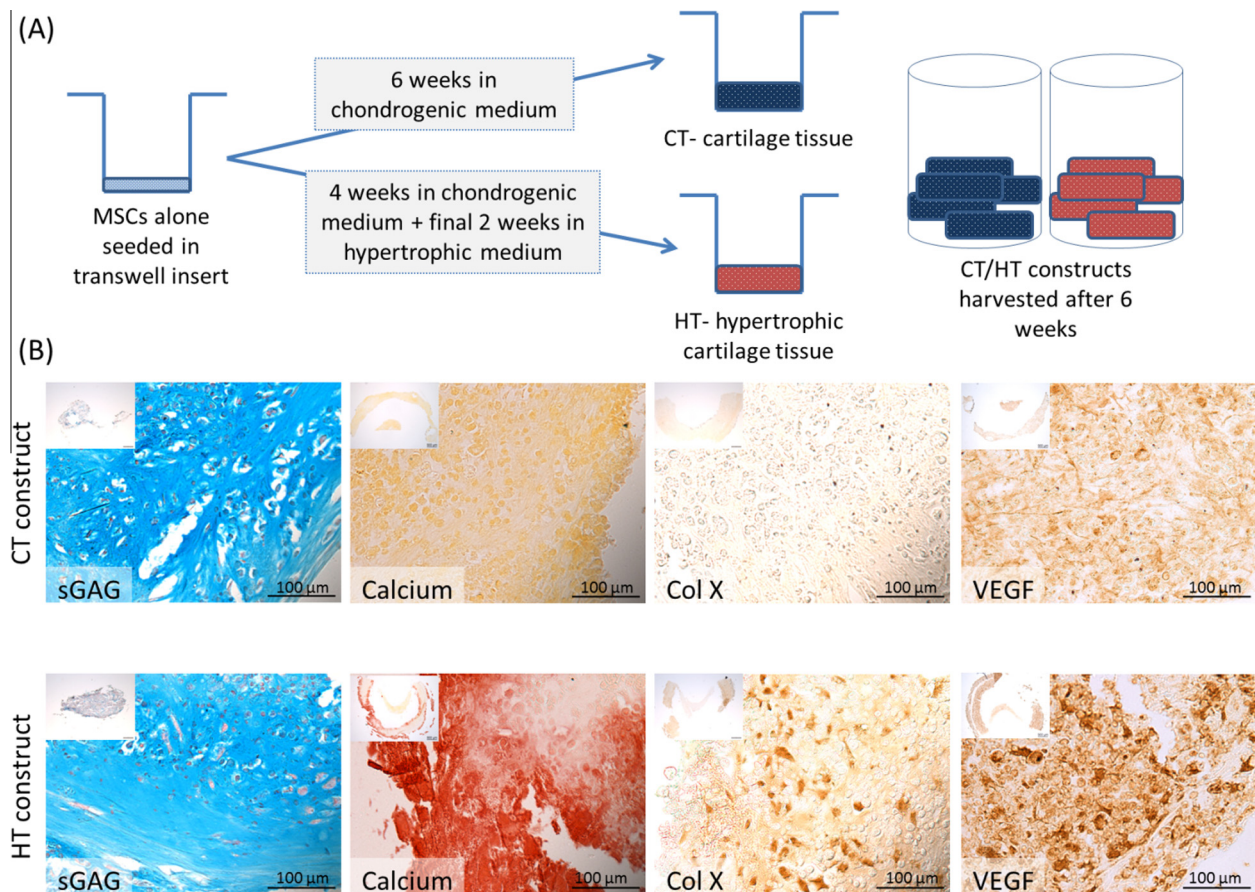 (A)
6 weeks in
chondrogenic medium
CT- cartilage tissue
MSCs alone
seeded in
transwell insert
4 weeks in chondrogenic
medium + final 2 weeks in
hypertrophic medium
HT- hypertrophic
cartilage tissue
CT/HT constructs
harvested after 6
weeks
(B)
CT construct
sGAG
100 µm
Calcium
100 µm
Col X
100 µm
VEGF
100 µm
HT construct
sGAG
100 µm
Calcium
100 µm
Col X
100 µm
VEGF
100 µm